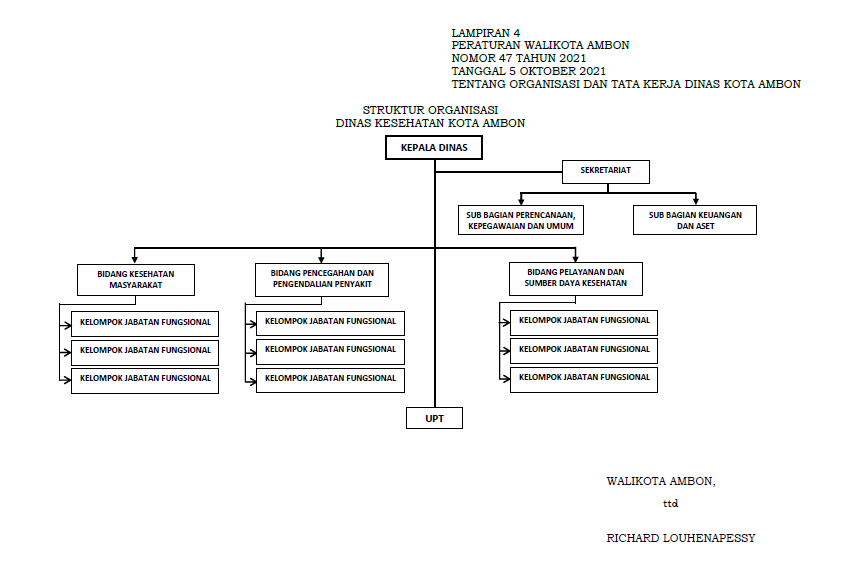 LAMPIRAN 4
PERATURAN WALIKOTA AMBON
NOMOR 47 TAHUN 2021
TANGGAL 5 OKTOBER 2021
TENTANG ORGANISASI DAN TATA KERJA DINAS KOTA AMBON
STRUKTUR ORGANISASI
DINAS KESEHATAN KOTA AMBON
KEPALA DINAS
SEKRETARIAT
SUB BAGIAN PERENCANAAN,
KEPEGAWAIAN DAN UMUM
SUB BAGIAN KEUANGAN
DAN ASET
BIDANG KESEHATAN
MASYARAKAT
KELOMPOK JABATAN FUNGSIONAL
KELOMPOK JABATAN FUNGSIONAL
KELOMPOK JABATAN FUNGSIONAL
BIDANG PENCEGAHAN DAN
PENGENDALIAN PENYAKIT
KELOMPOK JABATAN FUNGSIONAL
KELOMPOK JABATAN FUNGSIONAL
KELOMPOK JABATAN FUNGSIONAL
BIDANG PELAYANAN DAN
SUMBER DAYA KESEHATAN
KELOMPOK JABATAN FUNGSIONAL
KELOMPOK JABATAN FUNGSIONAL
KELOMPOK JABATAN FUNGSIONAL
UPT
WALIKOTA AMBON,
ttd
RICHARD LOUHENAPESSY